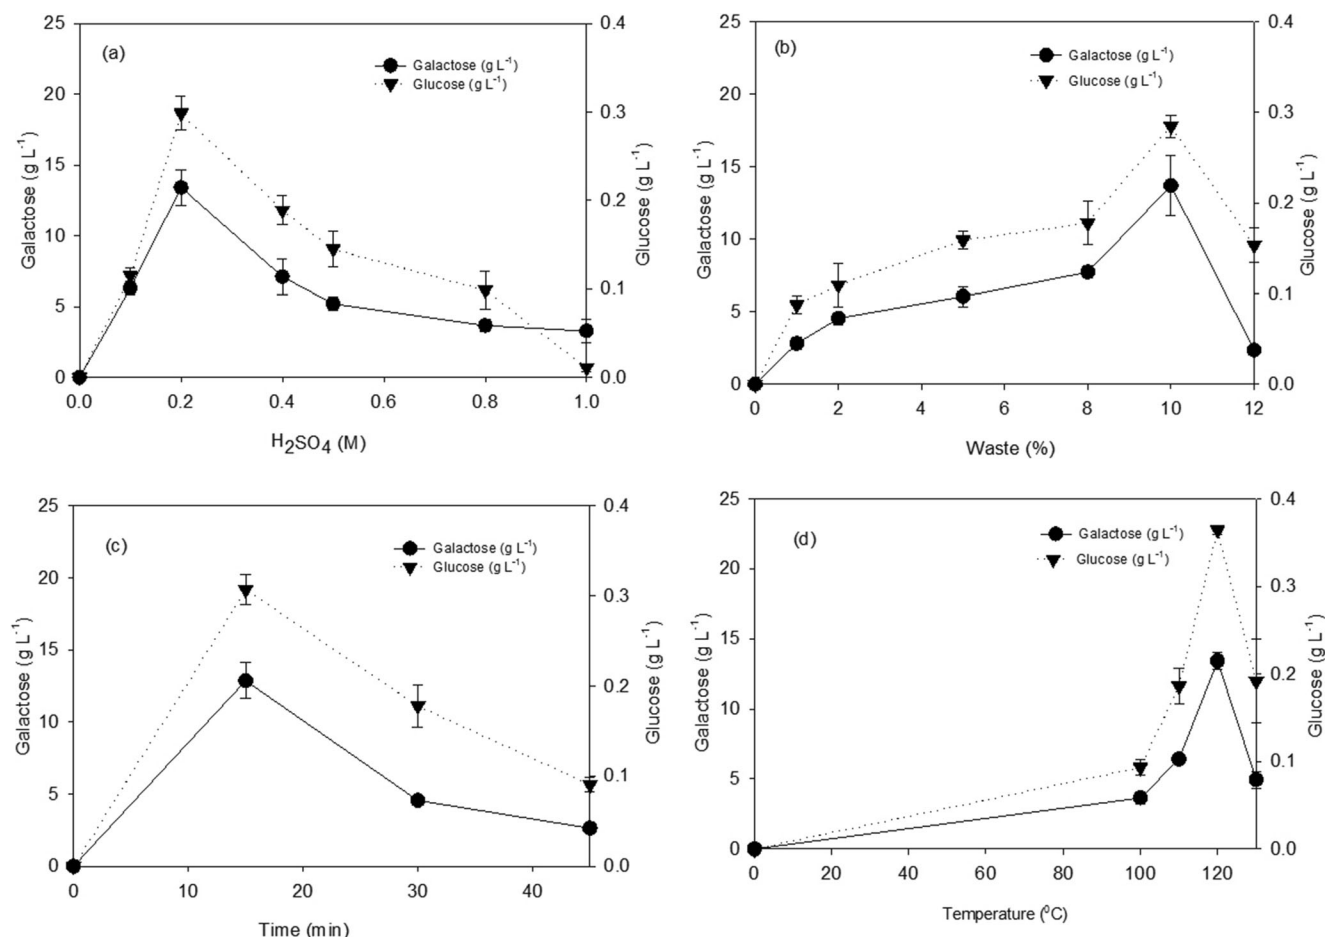 (a)
Galactose (g L⁻¹)
Glucose (g L⁻¹)
25
20
15
10
5
0
Galactose (g L⁻¹)
0.4
0.3
0.2
0.1
0.0
Glucose (g L⁻¹)
0.0 0.2 0.4 0.6 0.8 1.0
H₂SO₄ (M)
(b)
Galactose (g L⁻¹)
Glucose (g L⁻¹)
25
20
15
10
5
0
Galactose (g L⁻¹)
0.4
0.3
0.2
0.1
0.0
Glucose (g L⁻¹)
0 2 4 6 8 10 12
Waste (%)
(c)
Galactose (g L⁻¹)
Glucose (g L⁻¹)
25
20
15
10
5
0
Galactose (g L⁻¹)
0.4
0.3
0.2
0.1
0.0
Glucose (g L⁻¹)
0 10 20 30 40
Time (min)
(d)
Galactose (g L⁻¹)
Glucose (g L⁻¹)
25
20
15
10
5
0
Galactose (g L⁻¹)
0.4
0.3
0.2
0.1
0.0
Glucose (g L⁻¹)
0 20 40 60 80 100 120
Temperature (⁰C)